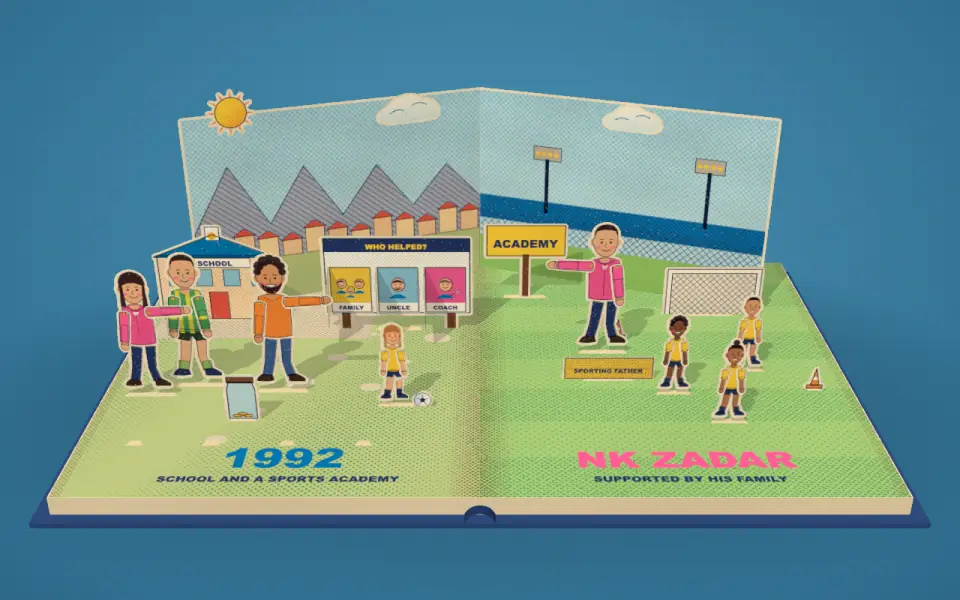 SCHOOL
WHO HELPED?
FAMILY
UNCLE
COACH
ACADEMY
SPORTING FATHER
1992
SCHOOL AND A SPORTS ACADEMY
NK ZADAR
SUPPORTED BY HIS FAMILY